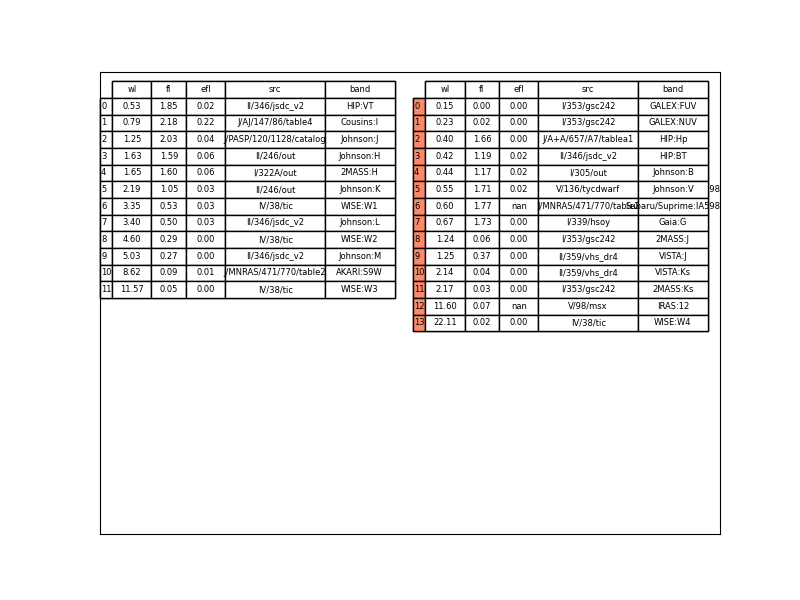 wl fl efl src band
0 0.53 1.85 0.02 II/346/jsdc_v2 HIP:VT
1 0.79 2.18 0.22 J/AJ/147/86/table4 Cousins:I
2 1.25 2.03 0.04 J/PASP/120/1128/catalog Johnson:J
3 1.63 1.59 0.06 II/246/out Johnson:H
4 1.65 1.60 0.06 I/322A/out 2MASS:H
5 2.19 1.05 0.03 II/246/out Johnson:K
6 3.35 0.53 0.03 IV/38/tic WISE:W1
7 3.40 0.50 0.03 II/346/jsdc_v2 Johnson:L
8 4.60 0.29 0.00 IV/38/tic WISE:W2
9 5.03 0.27 0.00 II/346/jsdc_v2 Johnson:M
10 8.62 0.09 0.01 J/MNRAS/471/770/table2 AKARI:S9W
11 11.57 0.05 0.00 IV/38/tic WISE:W3
wl fl efl src band
0 0.15 0.00 0.00 I/353/gsc242 GALEX:FUV
1 0.23 0.02 0.00 I/353/gsc242 GALEX:NUV
2 0.40 1.66 0.00 J/A+A/657/A7/tablea1 HIP:Hp
3 0.42 1.19 0.02 II/346/jsdc_v2 HIP:BT
4 0.44 1.17 0.02 I/305/out Johnson:B
5 0.55 1.71 0.02 V/136/tycdwarf Johnson:V 98
6 0.60 1.77 nan J/MNRAS/471/770/table2 Subaru/Suprime:IA598
7 0.67 1.73 0.00 I/339/hsoy Gaia:G
8 1.24 0.06 0.00 I/353/gsc242 2MASS:J
9 1.25 0.37 0.00 II/359/vhs_dr4 VISTA:J
10 2.14 0.04 0.00 II/359/vhs_dr4 VISTA:Ks
11 2.17 0.03 0.00 I/353/gsc242 2MASS:Ks
12 11.60 0.07 nan V/98/msx IRAS:12
13 22.11 0.02 0.00 IV/38/tic WISE:W4